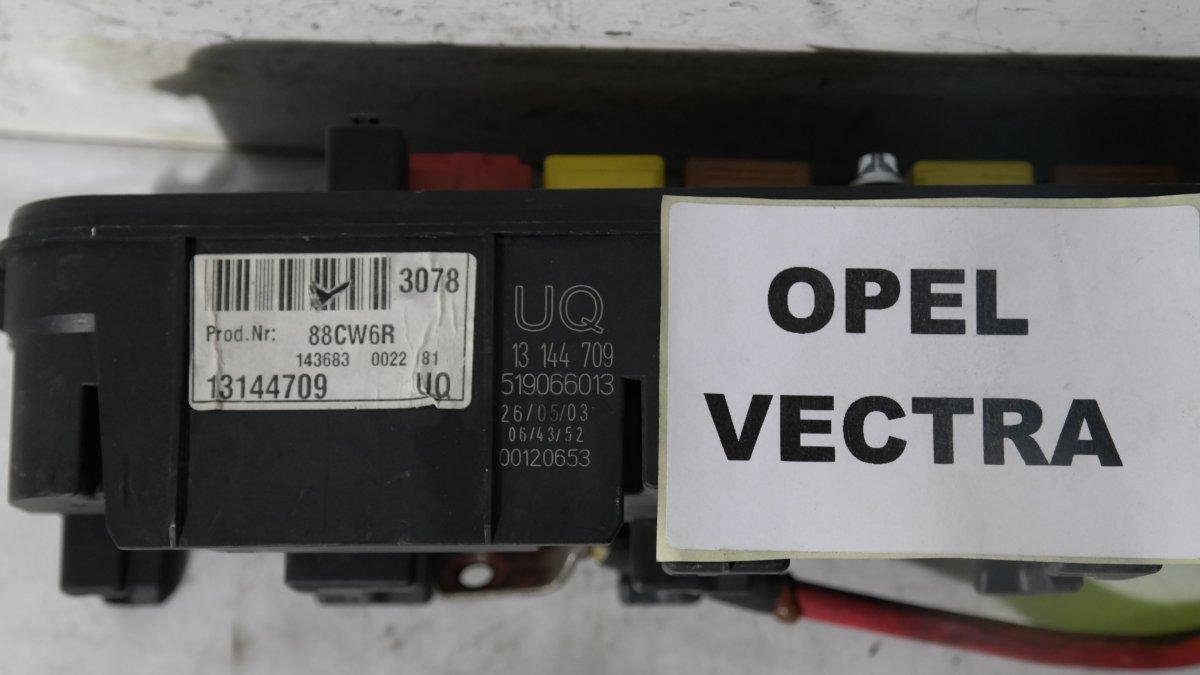 3078
Prod.Nr: 88CW6R
143683 0022 81
13144709 UQ
UQ
13 144 709
519066013
26/05/03
06/43/52
00120653
OPEL
VECTRA